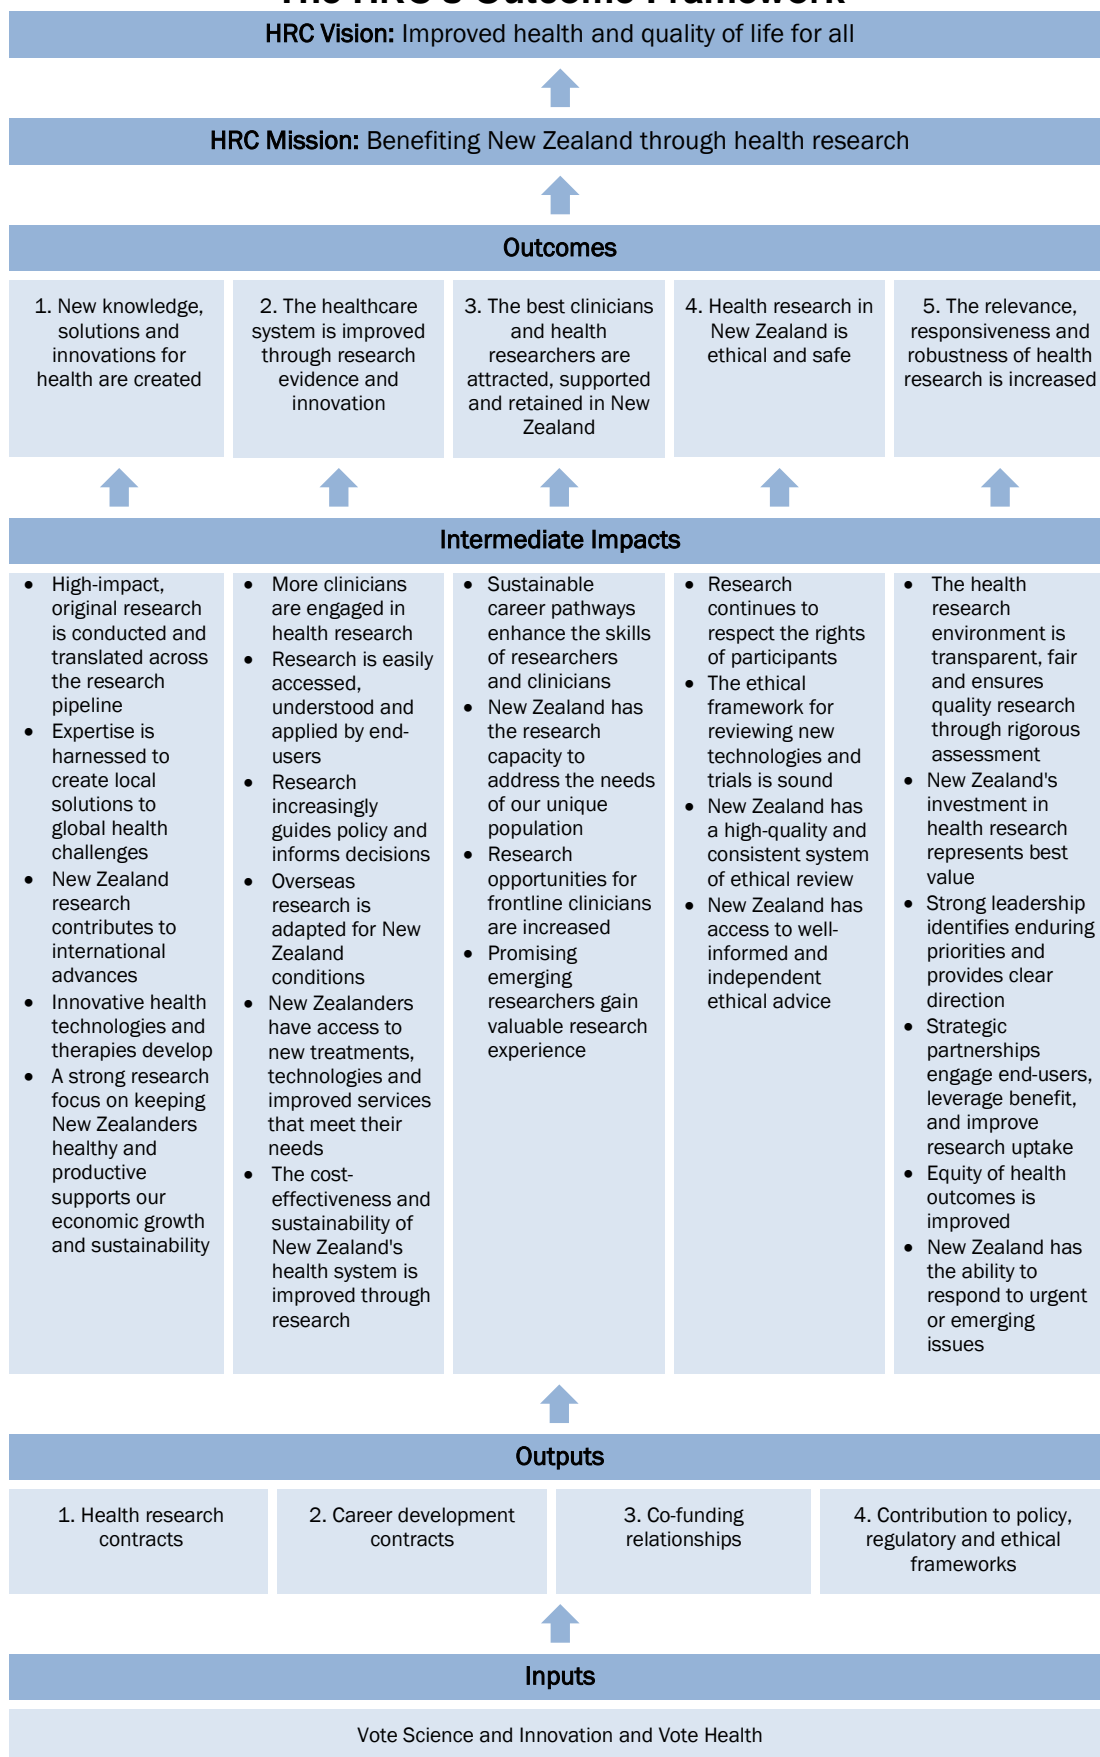 The HRC's Outcome Framework
HRC Vision: Improved health and quality of life for all
HRC Mission: Benefiting New Zealand through health research
Outcomes
1. New knowledge,
solutions and
innovations for
health are created
2. The healthcare
system is improved
through research
evidence and
innovation
3. The best clinicians
and health
researchers are
attracted, supported
and retained in New
Zealand
4. Health research in
New Zealand is
ethical and safe
5. The relevance,
responsiveness and
robustness of health
research is increased
Intermediate Impacts
• High-impact,
original research
is conducted and
translated across
the research
pipeline
• Expertise is
harnessed to
create local
solutions to
global health
challenges
• New Zealand
research
contributes to
international
advances
• Innovative health
technologies and
therapies develop
• A strong research
focus on keeping
New Zealanders
healthy and
productive
supports our
economic growth
and sustainability
• More clinicians
are engaged in
health research
• Research is easily
accessed,
understood and
applied by end-
users
• Research
increasingly
guides policy and
informs decisions
• Overseas
research is
adapted for New
Zealand
conditions
• New Zealanders
have access to
new treatments,
technologies and
improved services
that meet their
needs
• The cost-
effectiveness and
sustainability of
New Zealand's
health system is
improved through
research
• Sustainable
career pathways
enhance the skills
of researchers
and clinicians
• New Zealand has
the research
capacity to
address the needs
of our unique
population
• Research
opportunities for
frontline clinicians
are increased
• Promising
emerging
researchers gain
valuable research
experience
• Research
continues to
respect the rights
of participants
• The ethical
framework for
reviewing new
technologies and
trials is sound
• New Zealand has
a high-quality and
consistent system
of ethical review
• New Zealand has
access to well-
informed and
independent
ethical advice
• The health
research
environment is
transparent, fair
and ensures
quality research
through rigorous
assessment
• New Zealand's
investment in
health research
represents best
value
• Strong leadership
identifies enduring
priorities and
provides clear
direction
• Strategic
partnerships
engage end-users,
leverage benefit,
and improve
research uptake
• Equity of health
outcomes is
improved
• New Zealand has
the ability to
respond to urgent
or emerging
issues
Outputs
1. Health research
contracts
2. Career development
contracts
3. Co-funding
relationships
4. Contribution to policy,
regulatory and ethical
frameworks
Inputs
Vote Science and Innovation and Vote Health